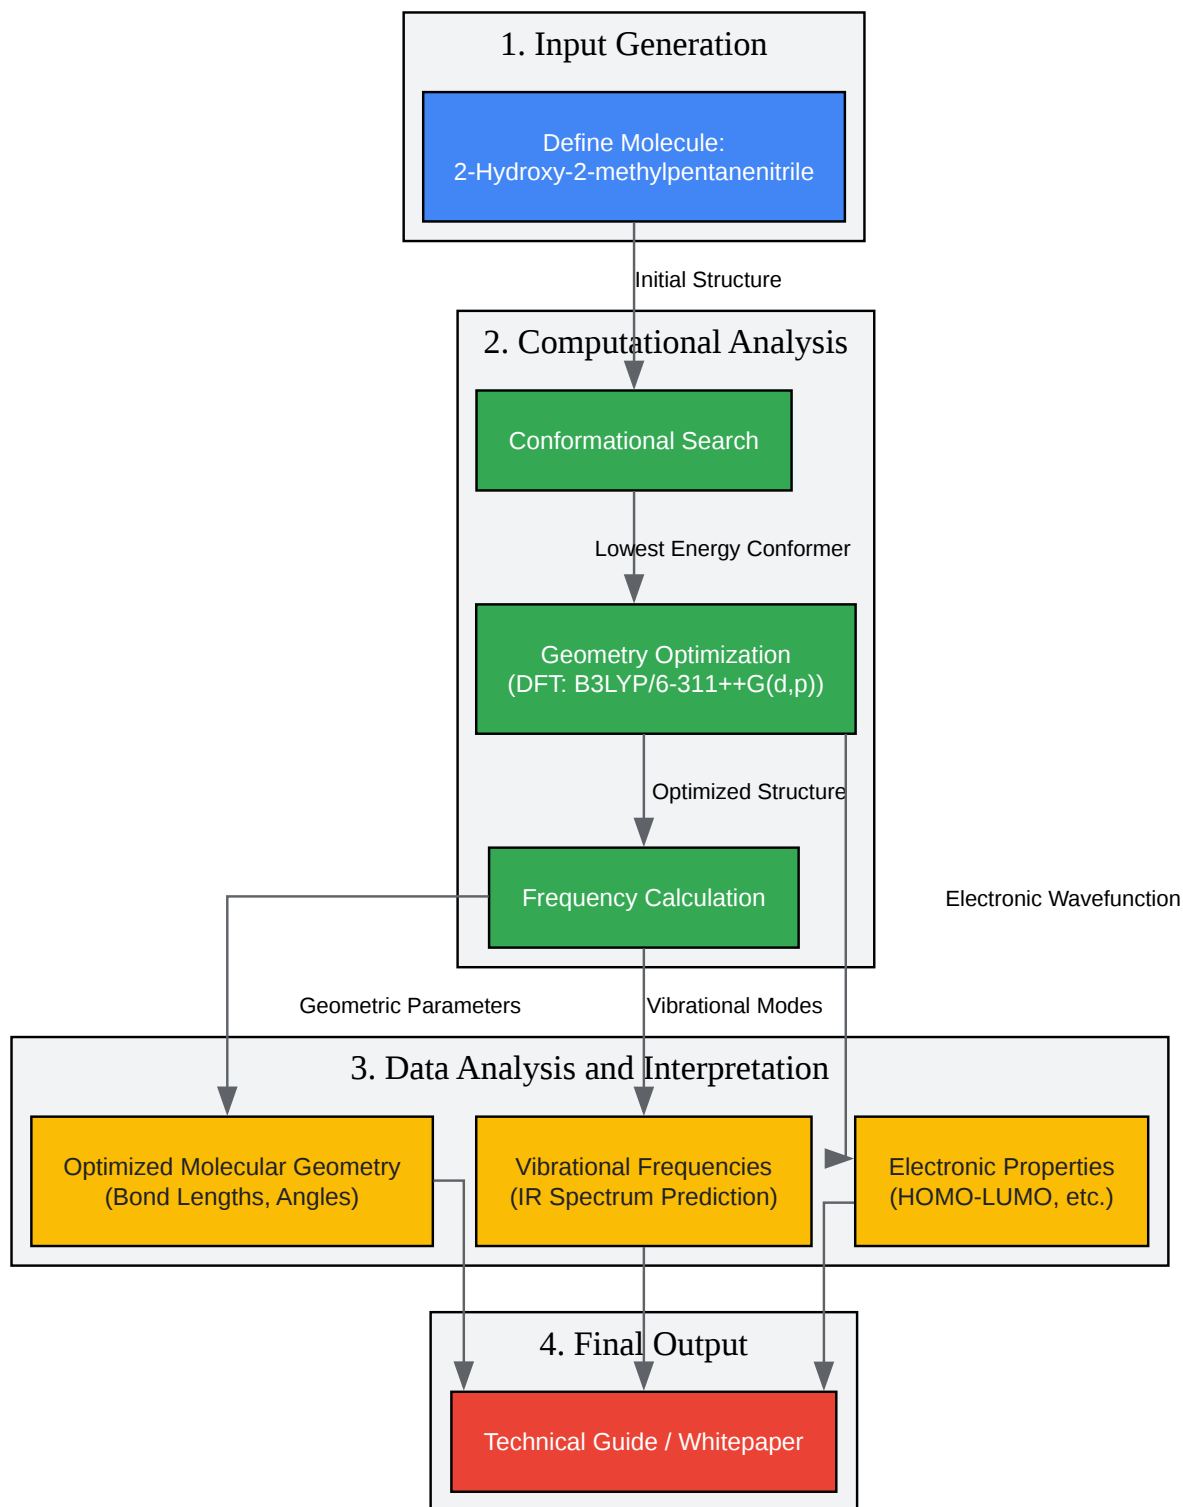 1. Input Generation
Define Molecule:
2-Hydroxy-2-methylpentanenitrile
Initial Structure
2. Computational Analysis
Conformational Search
Lowest Energy Conformer
Geometry Optimization
(DFT: B3LYP/6-311++G(d,p))
Optimized Structure
Frequency Calculation
Electronic Wavefunction
Geometric Parameters
Vibrational Modes
3. Data Analysis and Interpretation
Optimized Molecular Geometry
(Bond Lengths, Angles)
Vibrational Frequencies
(IR Spectrum Prediction)
Electronic Properties
(HOMO-LUMO, etc.)
4. Final Output
Technical Guide / Whitepaper